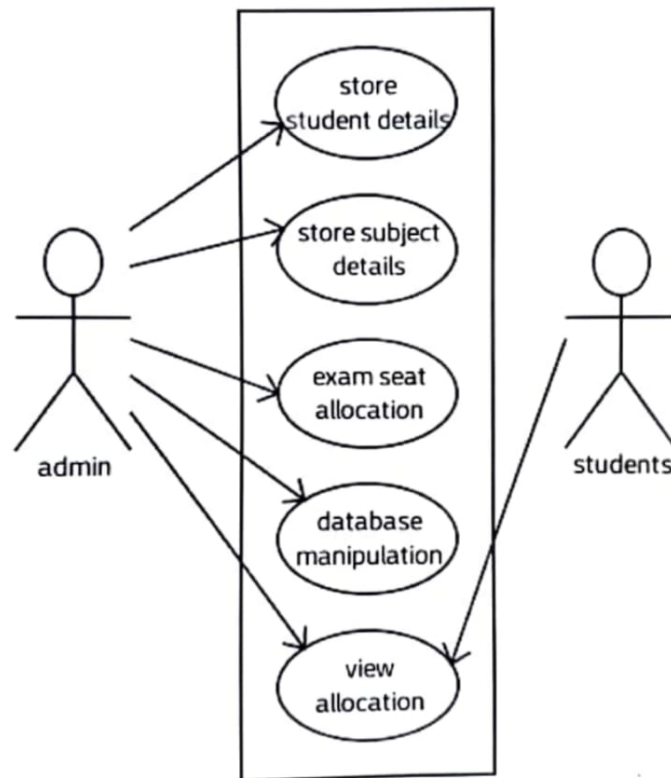 store
student details
store subject
details
exam seat
allocation
admin
students
database
manipulation
view
allocation